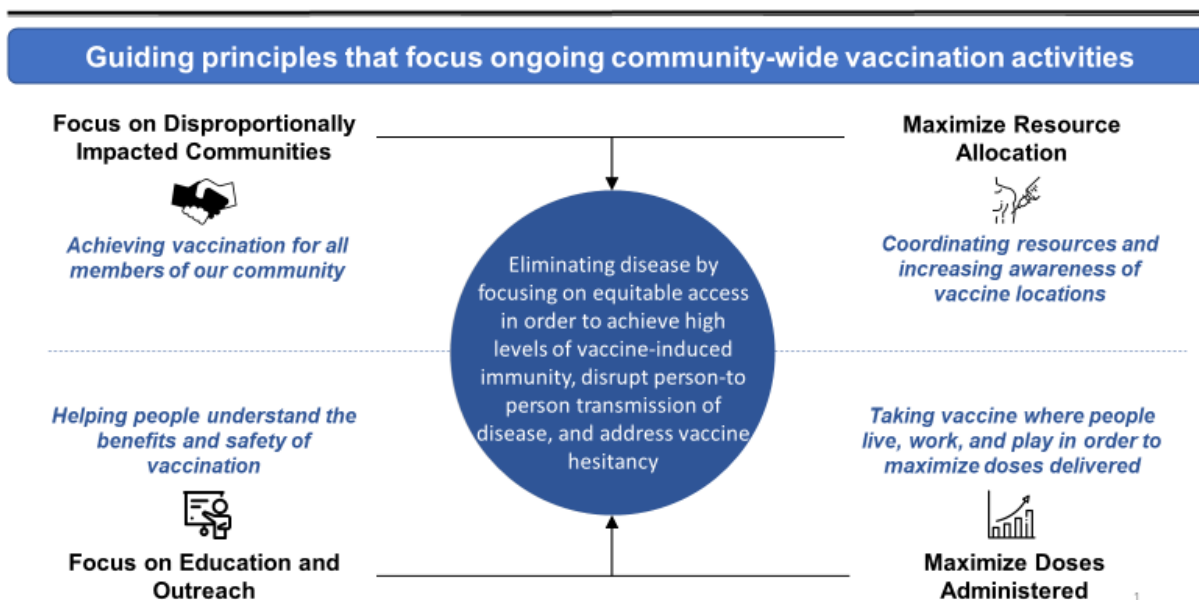 Guiding principles that focus ongoing community-wide vaccination activities
Focus on Disproportionally
Impacted Communities
Achieving vaccination for all
members of our community
Maximize Resource
Allocation
Coordinating resources and
increasing awareness of
vaccine locations
Eliminating disease by
focusing on equitable access
in order to achieve high
levels of vaccine-induced
immunity, disrupt person-to
person transmission of
disease, and address vaccine
hesitancy
Helping people understand the
benefits and safety of
vaccination
Focus on Education and
Outreach
Taking vaccine where people
live, work, and play in order to
maximize doses delivered
Maximize Doses
Administered
1